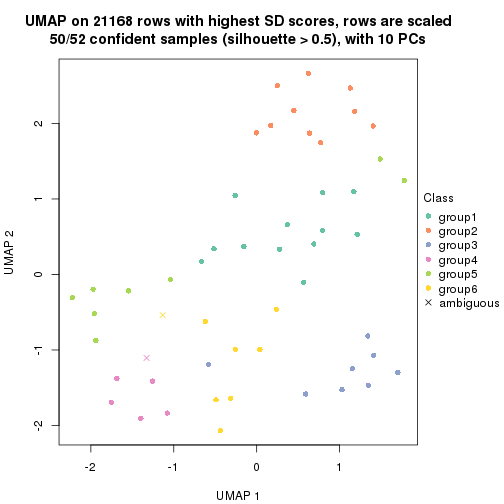 UMAP on 21168 rows with highest SD scores, rows are scaled
50/52 confident samples (silhouette > 0.5), with 10 PCs
2
1
0
-1
-2
UMAP 2
-2
-1
0
1
UMAP 1
Class
group1
group2
group3
group4
group5
group6
ambiguous